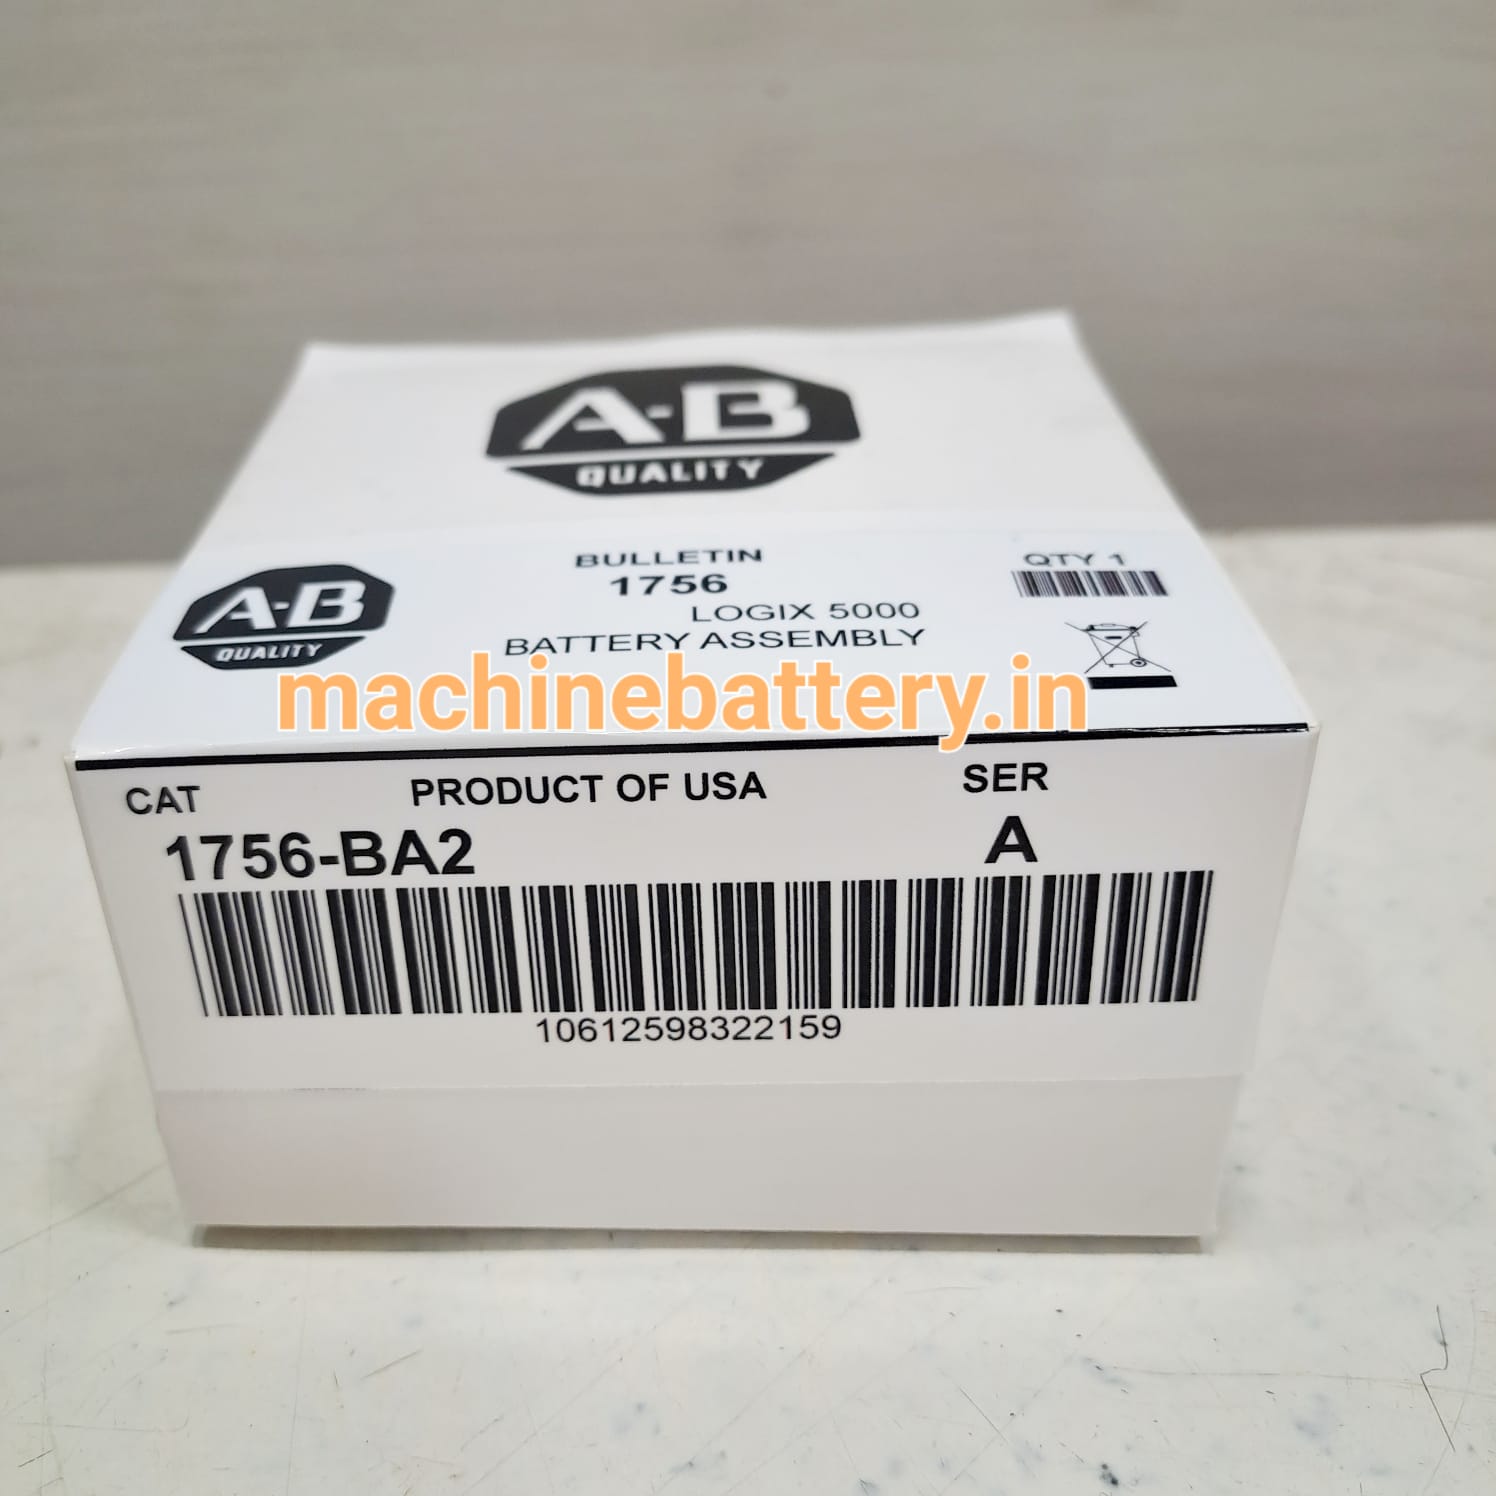 A-B
QUALITY
A-B
QUALITY
BULLETIN
1756
LOGIX 5000
BATTERY ASSEMBLY
QTY 1
machinebattery.in
CAT
PRODUCT OF USA
SER
1756-BA2
A
10612598322159